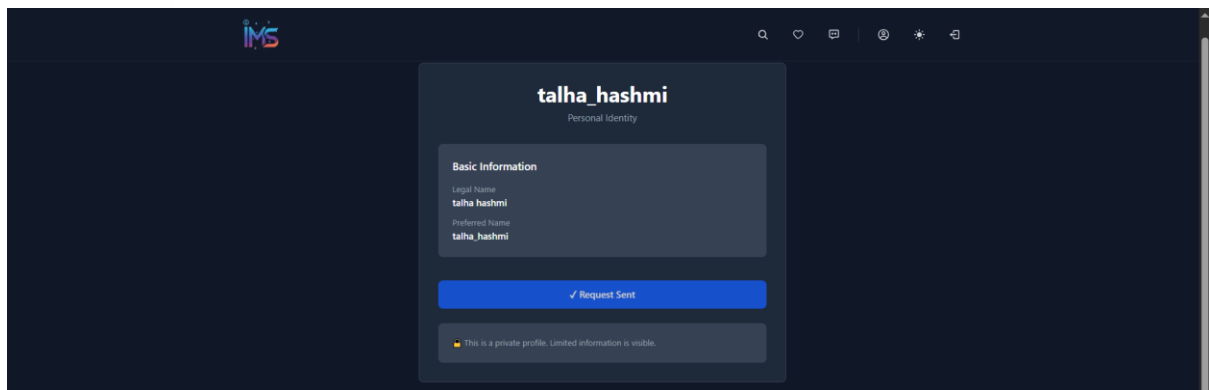 iMS
talha_hashmi
Personal Identity
Basic Information
Legal Name
talha hashmi
Preferred Name
talha_hashmi
✓ Request Sent
This is a private profile. Limited information is visible.